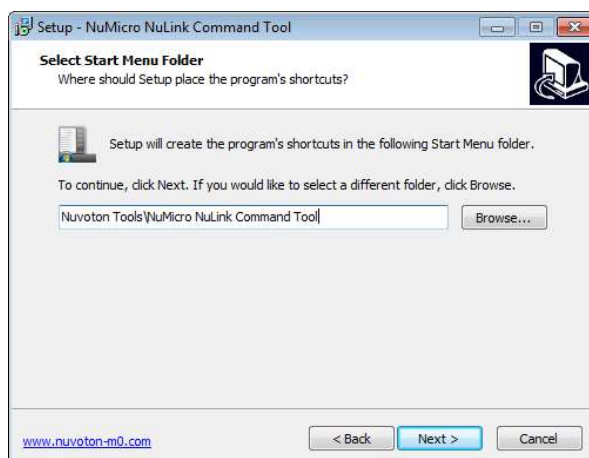 Setup - NuMicro NuLink Command Tool
Select Start Menu Folder
Where should Setup place the program's shortcuts?
Setup will create the program's shortcuts in the following Start Menu folder.
To continue, click Next. If you would like to select a different folder, click Browse.
Nuvoton Tools\NuMicro NuLink Command Tool
Browse...
www.nuvoton-m0.com
< Back
Next >
Cancel